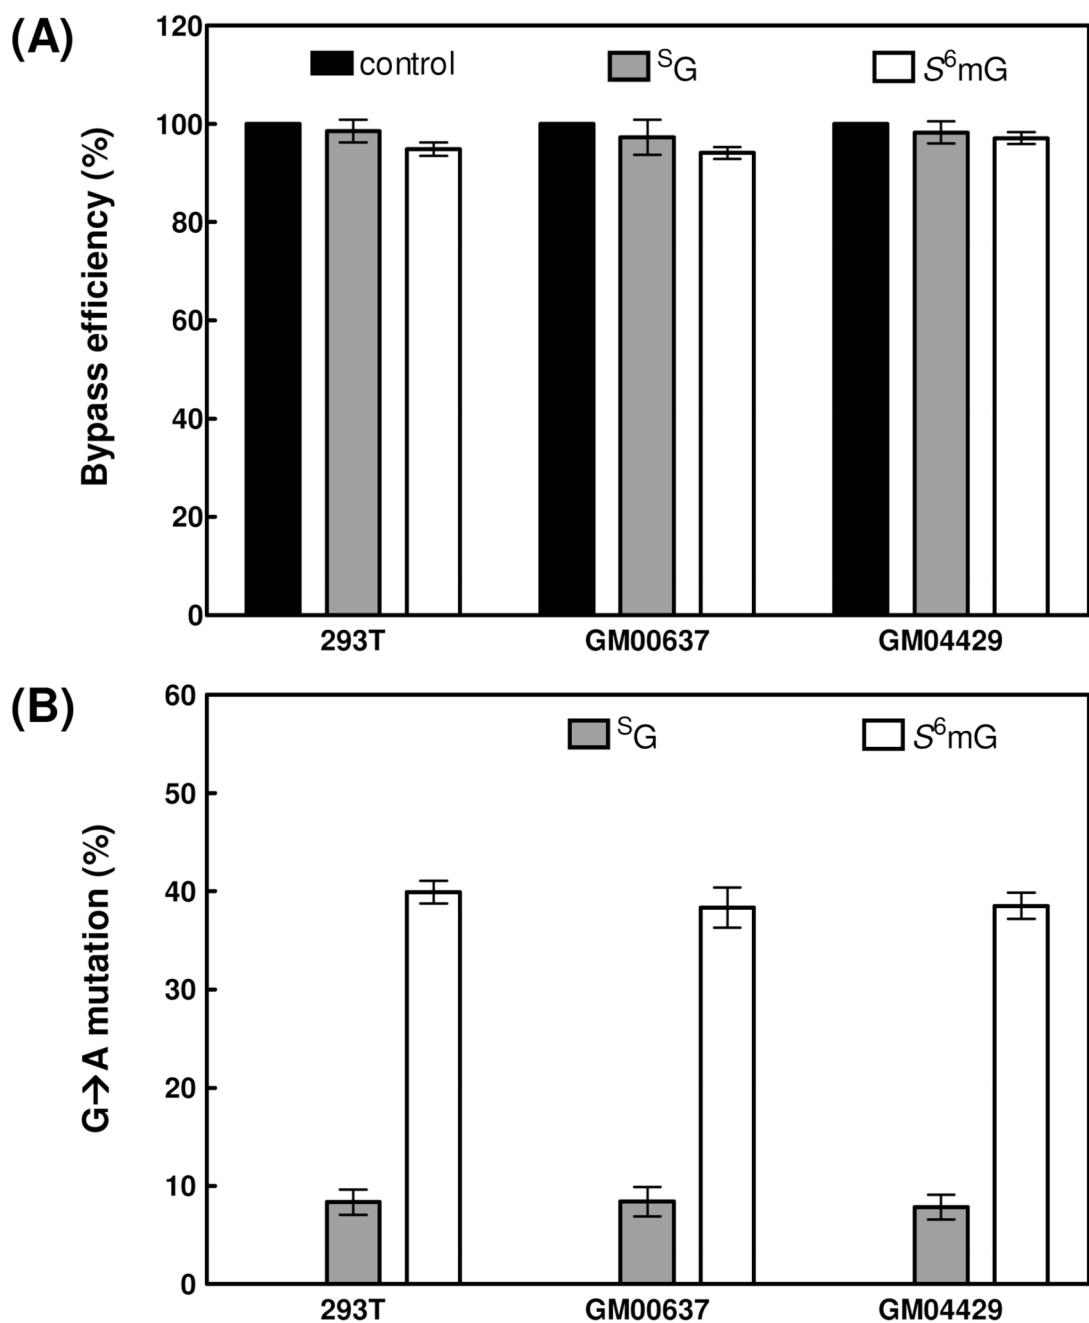 (A)
Bypass efficiency (%)
120
100
80
60
40
20
0
control
ˢG
S⁶mG
293T
GM00637
GM04429
(B)
G→A mutation (%)
60
50
40
30
20
10
0
ˢG
S⁶mG
293T
GM00637
GM04429